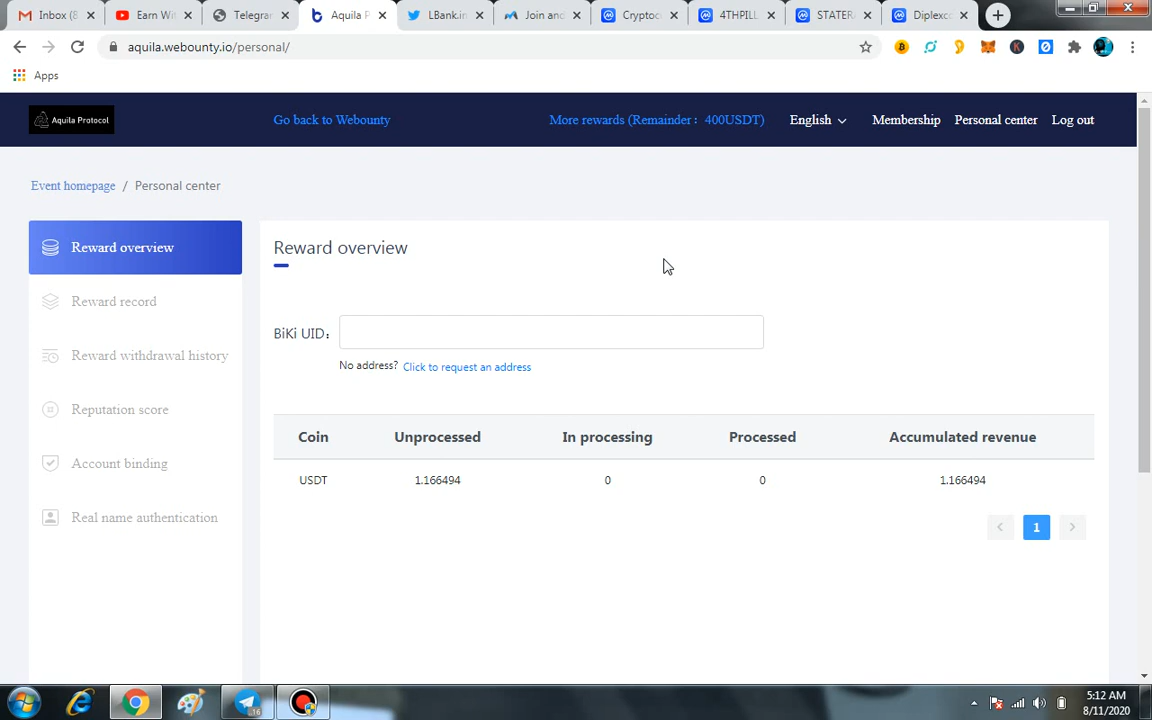 Inbox (8
Earn Wi
Telegran
Aquila P
LBank.in
Join and
Cryptoc
4THPILL
STATER
Diplexc
aquila.webounty.io/personal/
Apps
Aquila Protocol
Go back to Webounty
More rewards (Remainder： 400USDT)
English
Membership
Personal center
Log out
Event homepage / Personal center
Reward overview
Reward record
Reward withdrawal history
Reputation score
Account binding
Real name authentication
Reward overview
BiKi UID：
No address? Click to request an address
Coin Unprocessed In processing Processed Accumulated revenue
USDT 1.166494 0 0 1.166494
1
16
5:12 AM
8/11/2020